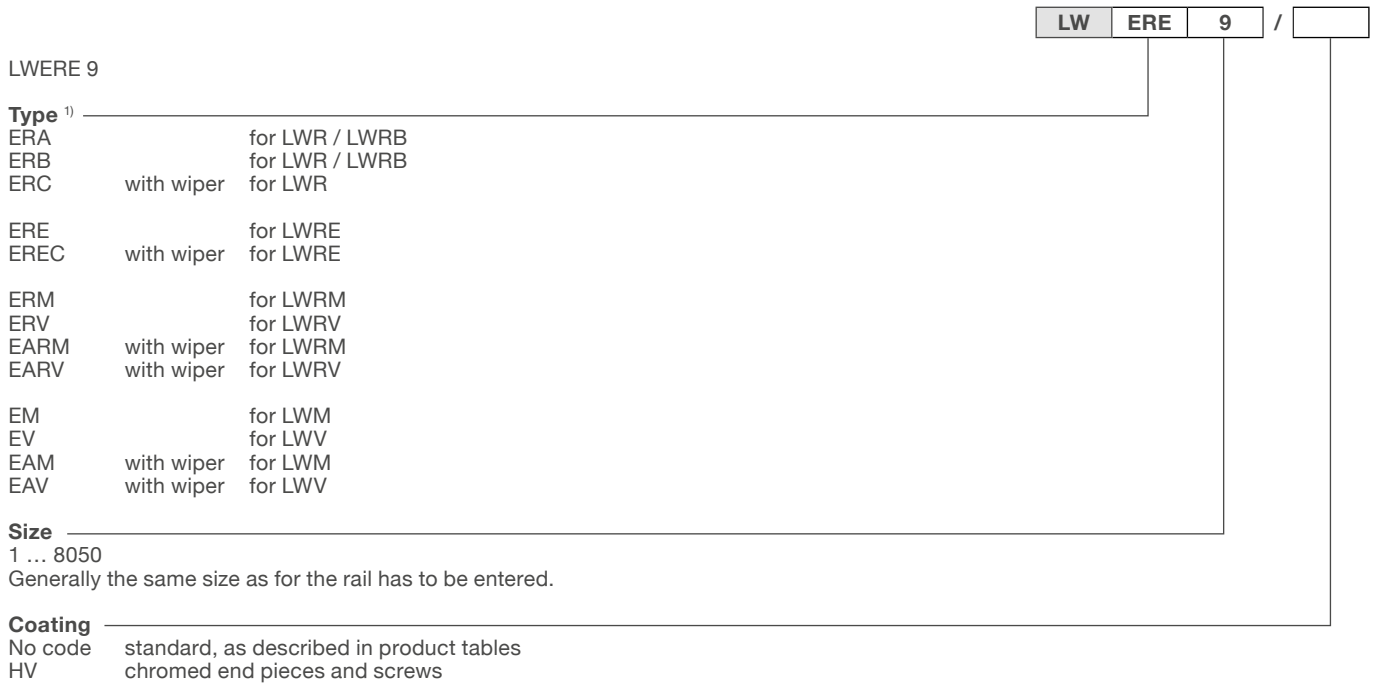 LW ERE 9 /
LWERE 9
Type 1)
ERA for LWR / LWRB
ERB for LWR / LWRB
ERC with wiper for LWR
ERE for LWRE
EREC with wiper for LWRE
ERM for LWRM
ERV for LWRV
EARM with wiper for LWRM
EARV with wiper for LWRV
EM for LWM
EV for LWV
EAM with wiper for LWM
EAV with wiper for LWV
Size
1 … 8050
Generally the same size as for the rail has to be entered.
Coating
No code standard, as described in product tables
HV chromed end pieces and screws